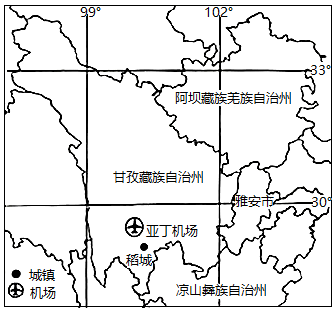 99°
102°
33°
阿坝藏族羌族自治州
甘孜藏族自治州
雅安市
30°
亚丁机场
稻城
城镇
机场
凉山彝族自治州